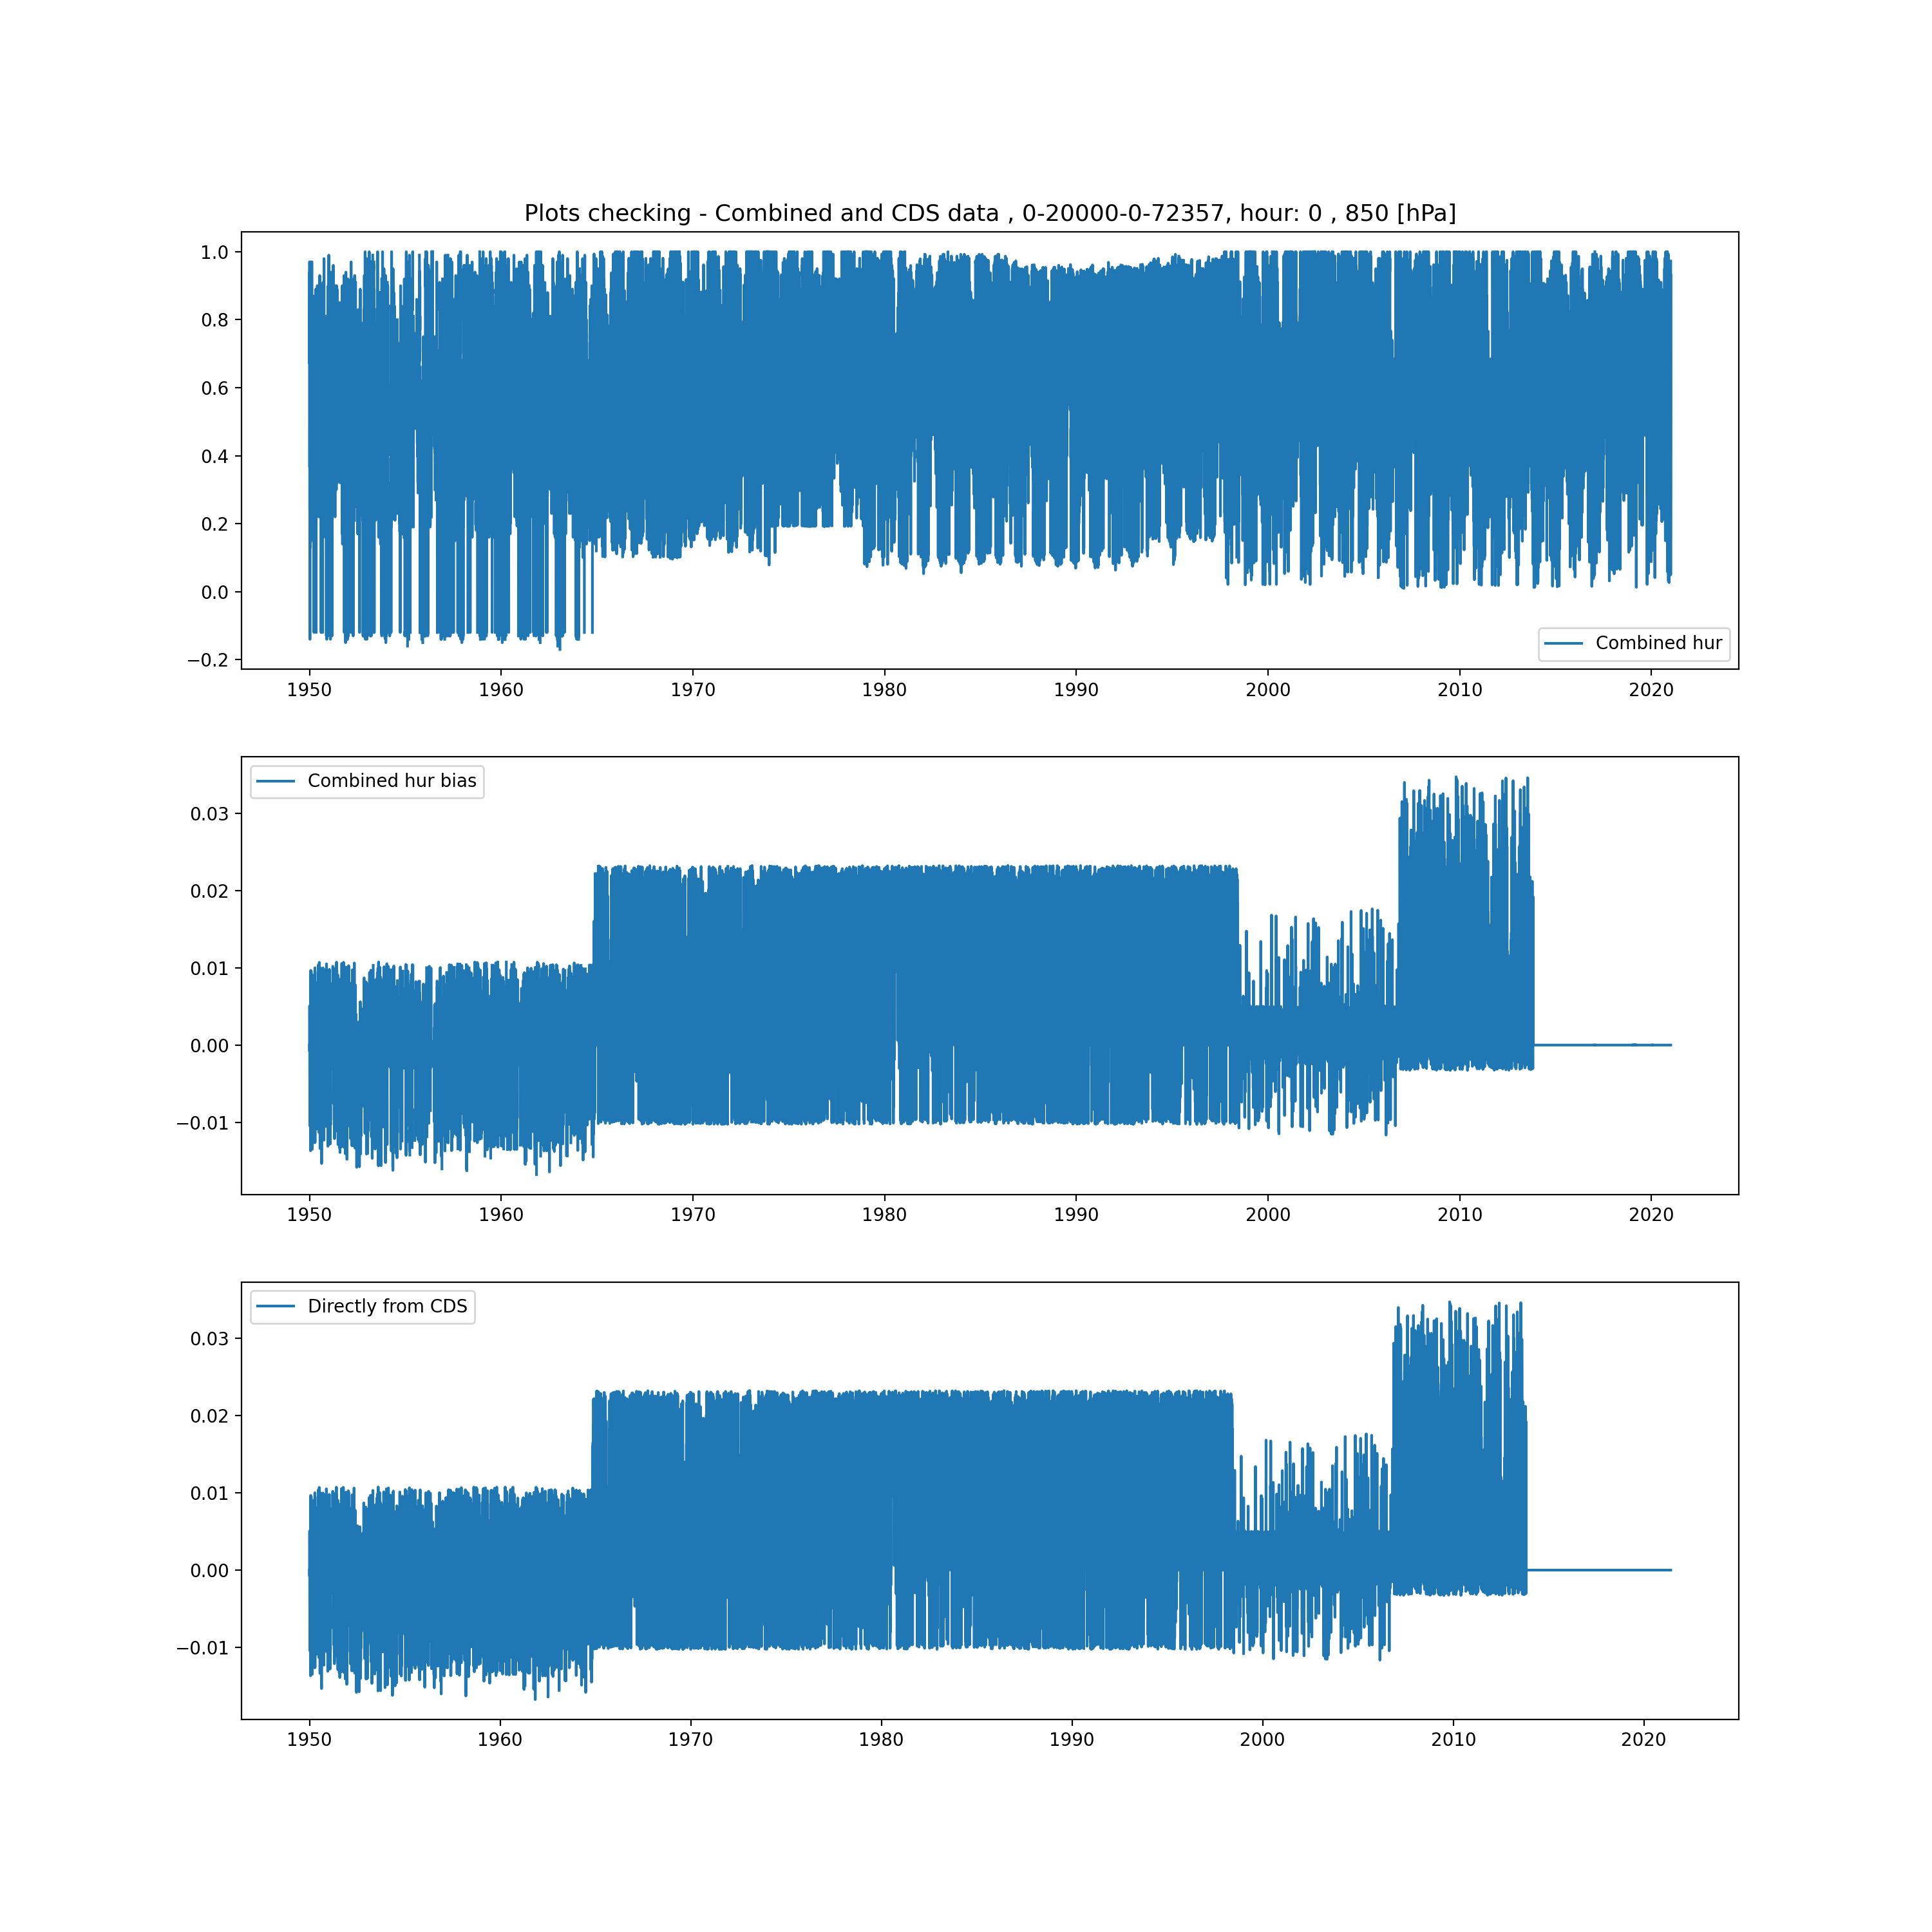 Plots checking - Combined and CDS data , 0-20000-0-72357, hour: 0 , 850 [hPa]
1.0
0.8
0.6
0.4
0.2
0.0
−0.2
Combined hur
1950 1960 1970 1980 1990 2000 2010 2020
Combined hur bias
0.03
0.02
0.01
0.00
−0.01
1950 1960 1970 1980 1990 2000 2010 2020
Directly from CDS
0.03
0.02
0.01
0.00
−0.01
1950 1960 1970 1980 1990 2000 2010 2020